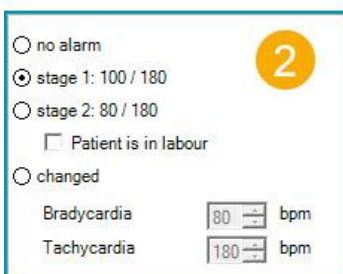 no alarm
2
stage 1: 100 / 180
stage 2: 80 / 180
Patient is in labour
changed
Bradycardia 80 bpm
Tachycardia 180 bpm